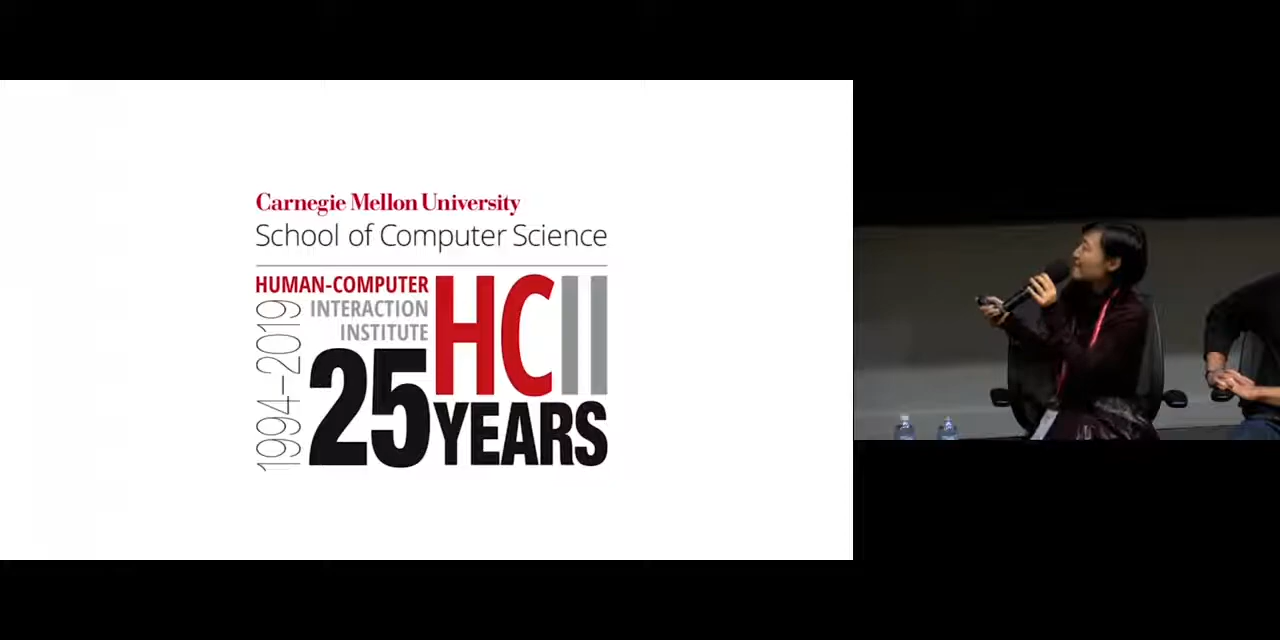 Carnegie Mellon University
School of Computer Science
HUMAN-COMPUTER
INTERACTION
INSTITUTE
HCII
1994–2019
25 YEARS